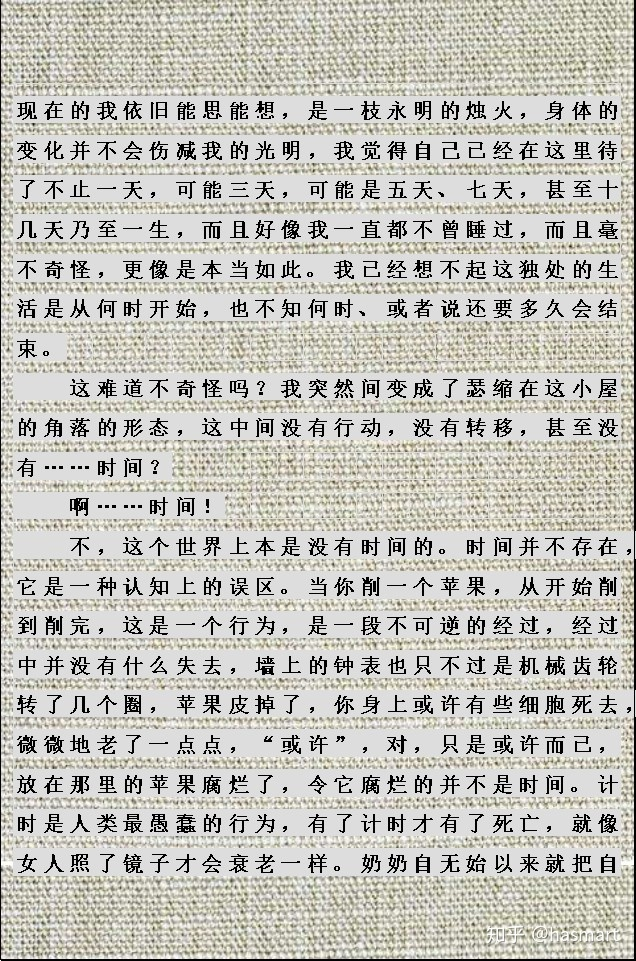 现在的我依旧能思能想，是一枝永明的烛火，身体的
变化并不会伤减我的光明，我觉得自己已经在这里待
了不止一天，可能三天，可能是五天、七天，甚至十
几天乃至一生，而且好像我一直都不曾睡过，而且毫
不奇怪，更像是本当如此。我已经想不起这独处的生
活是从何时开始，也不知何时、或者说还要多久会结
束。
这难道不奇怪吗？我突然间变成了瑟缩在这小屋
的角落的形态，这中间没有行动，没有转移，甚至没
有……时间？
啊……时间！
不，这个世界上本是没有时间的。时间并不存在，
它是一种认知上的误区。当你削一个苹果，从开始削
到削完，这是一个行为，是一段不可逆的经过，经过
中并没有什么失去，墙上的钟表也只不过是机械齿轮
转了几个圈，苹果皮掉了，你身上或许有些细胞死去，
微微地老了一点点，“或许”，对，只是或许而已，
放在那里的苹果腐烂了，令它腐烂的并不是时间。计
时是人类最愚蠢的行为，有了计时才有了死亡，就像
女人照了镜子才会衰老一样。奶奶自无始以来就把自
知乎 @hasmart